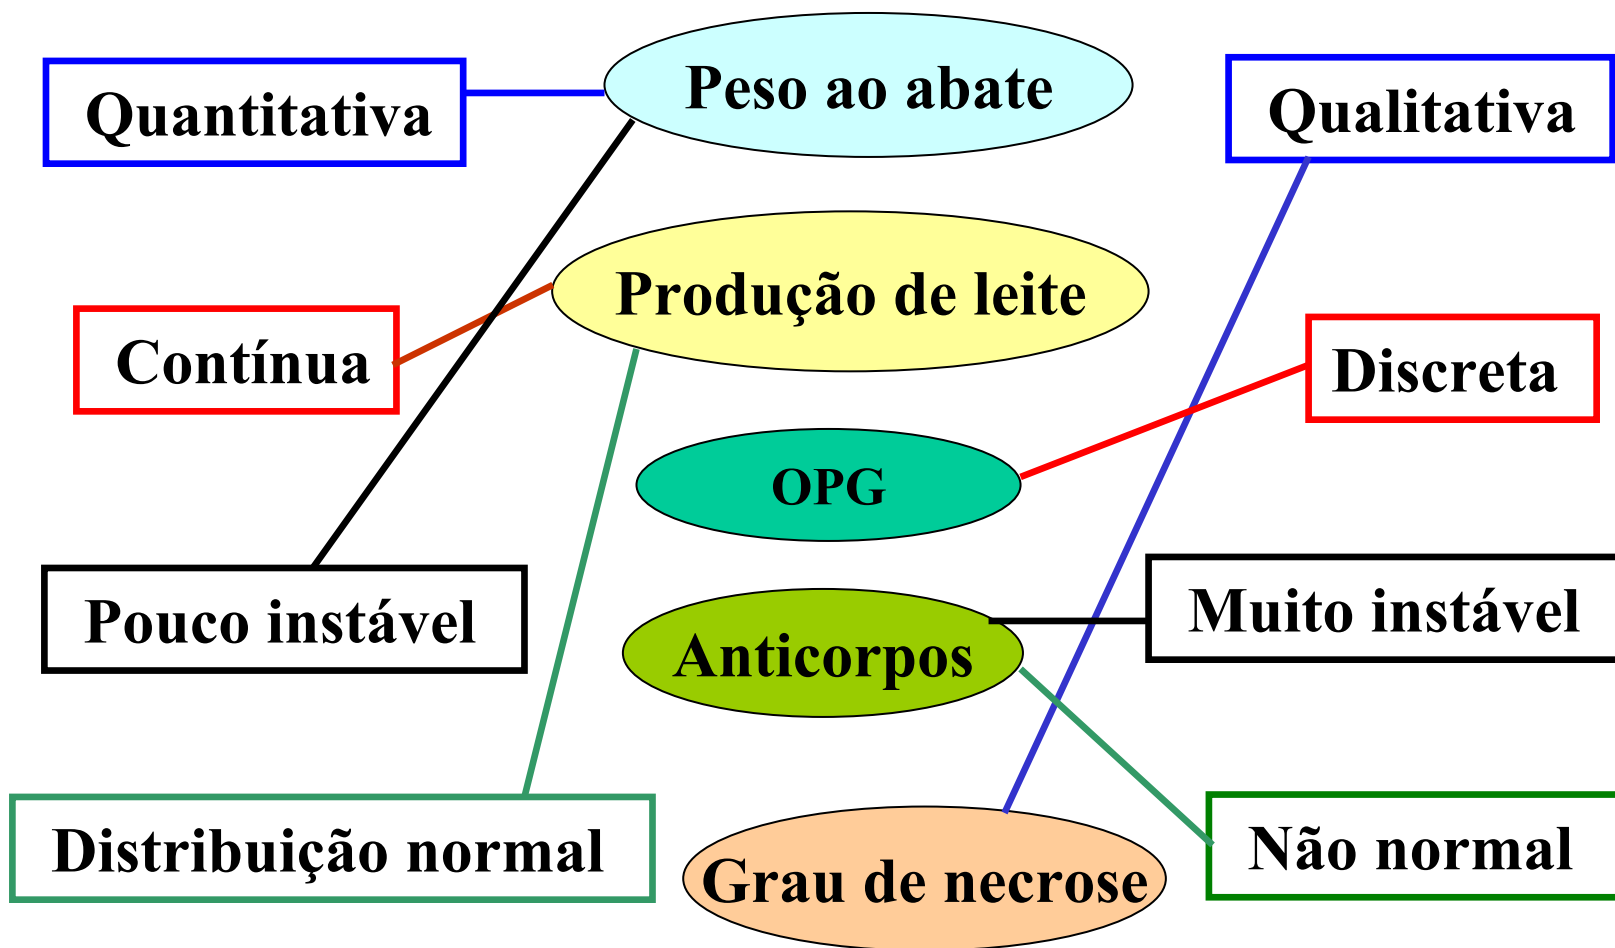 Peso ao abate
Quantitativa
Qualitativa
Produção de leite
Contínua
Discreta
OPG
Pouco instável
Muito instável
Anticorpos
Distribuição normal
Não normal
Grau de necrose